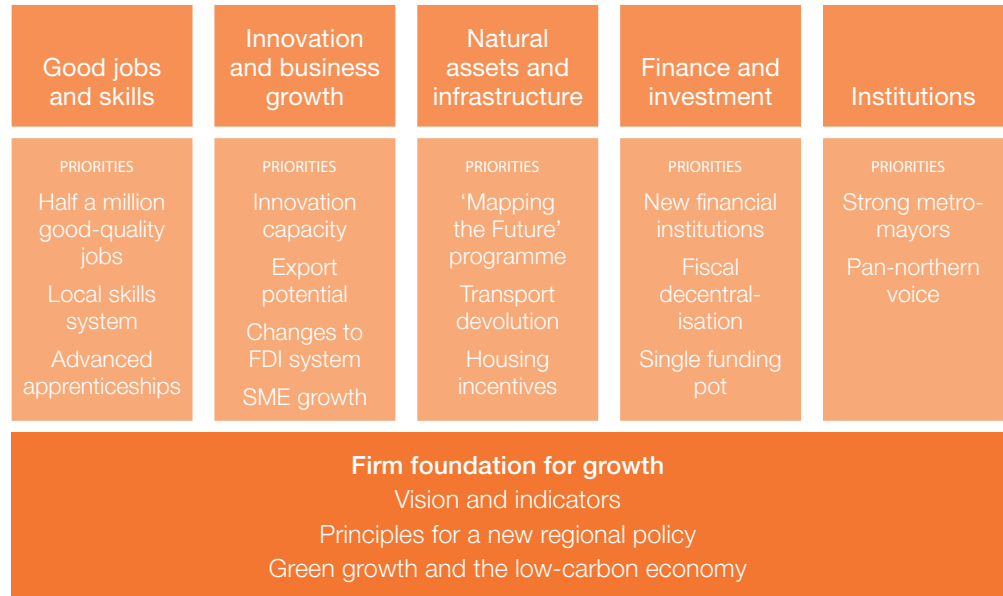 Good jobs
and skills
Innovation
and business
growth
Natural
assets and
infrastructure
Finance and
investment
Institutions
PRIORITIES
Half a million
good-quality
jobs
Local skills
system
Advanced
apprenticeships
PRIORITIES
Innovation
capacity
Export
potential
Changes to
FDI system
SME growth
PRIORITIES
‘Mapping
the Future’
programme
Transport
devolution
Housing
incentives
PRIORITIES
New financial
institutions
Fiscal
decentral-
isation
Single funding
pot
PRIORITIES
Strong metro-
mayors
Pan-northern
voice
Firm foundation for growth
Vision and indicators
Principles for a new regional policy
Green growth and the low-carbon economy